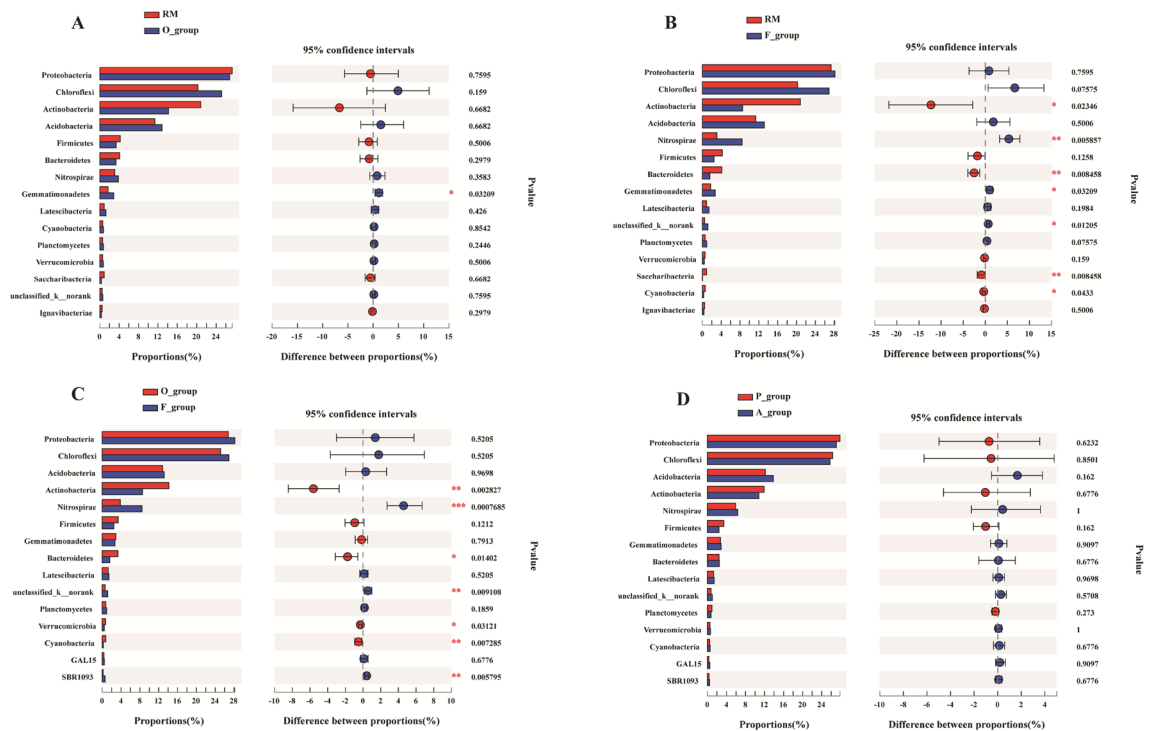 A
RM
O_group
95% confidence intervals
Proteobacteria 0.7595
Chloroflexi 0.159
Actinobacteria 0.6682
Acidobacteria 0.6682
Firmicutes 0.5006
Bacteroidetes 0.2979
Nitrospirae 0.3583
Gemmatimonadetes * 0.03209
Latescibacteria 0.426
Cyanobacteria 0.8542
Planctomycetes 0.2446
Verrucomicrobia 0.5006
Saccharibacteria 0.6682
unclassified_k__norank 0.7595
Ignavibacteriae 0.2979
Pvalue
0 4 8 12 16 20 24 28
-20 -15 -10 -5 0 5 10 15
Proportions(%)
Difference between proportions(%)
B
RM
F_group
95% confidence intervals
Proteobacteria 0.7595
Chloroflexi 0.07575
Actinobacteria * 0.02346
Acidobacteria 0.5006
Nitrospirae ** 0.005857
Firmicutes 0.1258
Bacteroidetes ** 0.008458
Gemmatimonadetes * 0.03209
Latescibacteria 0.1984
unclassified_k__norank * 0.01205
Planctomycetes 0.07575
Verrucomicrobia 0.159
Saccharibacteria ** 0.008458
Cyanobacteria * 0.0433
Ignavibacteriae 0.5006
Pvalue
0 4 8 12 16 20 24 28
-25 -20 -15 -10 -5 0 5 10 15
Proportions(%)
Difference between proportions(%)
C
O_group
F_group
95% confidence intervals
Proteobacteria 0.5205
Chloroflexi 0.5205
Acidobacteria 0.9698
Actinobacteria ** 0.002827
Nitrospirae *** 0.0007685
Firmicutes 0.1212
Gemmatimonadetes 0.7913
Bacteroidetes * 0.01402
Latescibacteria 0.5205
unclassified_k__norank ** 0.009108
Planctomycetes 0.1859
Verrucomicrobia * 0.03121
Cyanobacteria ** 0.007285
GAL15 0.6776
SBR1093 ** 0.005795
Pvalue
0 4 8 12 16 20 24 28
-10 -8 -6 -4 -2 0 2 4 6 8 10
Proportions(%)
Difference between proportions(%)
D
P_group
A_group
95% confidence intervals
Proteobacteria 0.6232
Chloroflexi 0.8501
Acidobacteria 0.162
Actinobacteria 0.6776
Nitrospirae 1
Firmicutes 0.162
Gemmatimonadetes 0.9097
Bacteroidetes 0.6776
Latescibacteria 0.9698
unclassified_k__norank 0.5708
Planctomycetes 0.273
Verrucomicrobia 1
Cyanobacteria 0.6776
GAL15 0.9097
SBR1093 0.6776
Pvalue
0 4 8 12 16 20 24 28
-10 -8 -6 -4 -2 0 2 4
Proportions(%)
Difference between proportions(%)